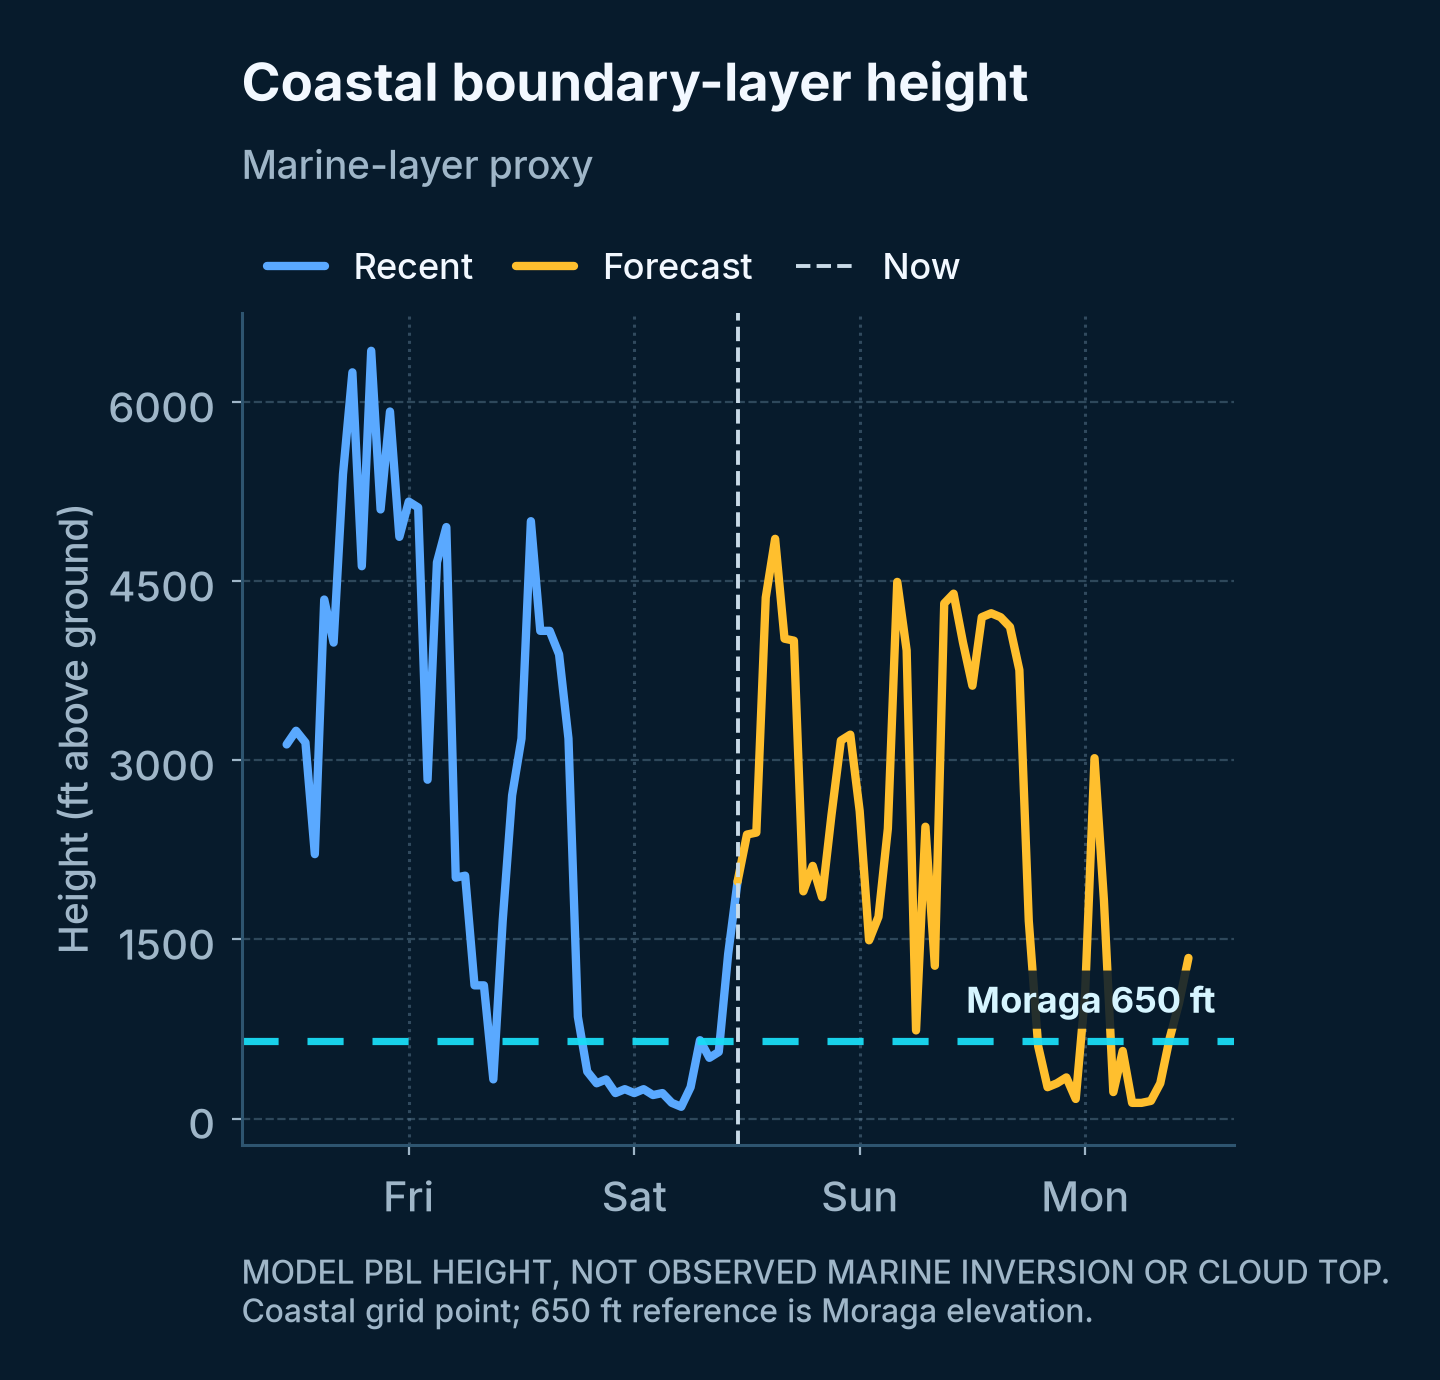 Coastal boundary-layer height
Marine-layer proxy
Recent Forecast Now
Height (ft above ground)
6000
4500
3000
1500
0
Moraga 650 ft
Fri Sat Sun Mon
MODEL PBL HEIGHT, NOT OBSERVED MARINE INVERSION OR CLOUD TOP.
Coastal grid point; 650 ft reference is Moraga elevation.